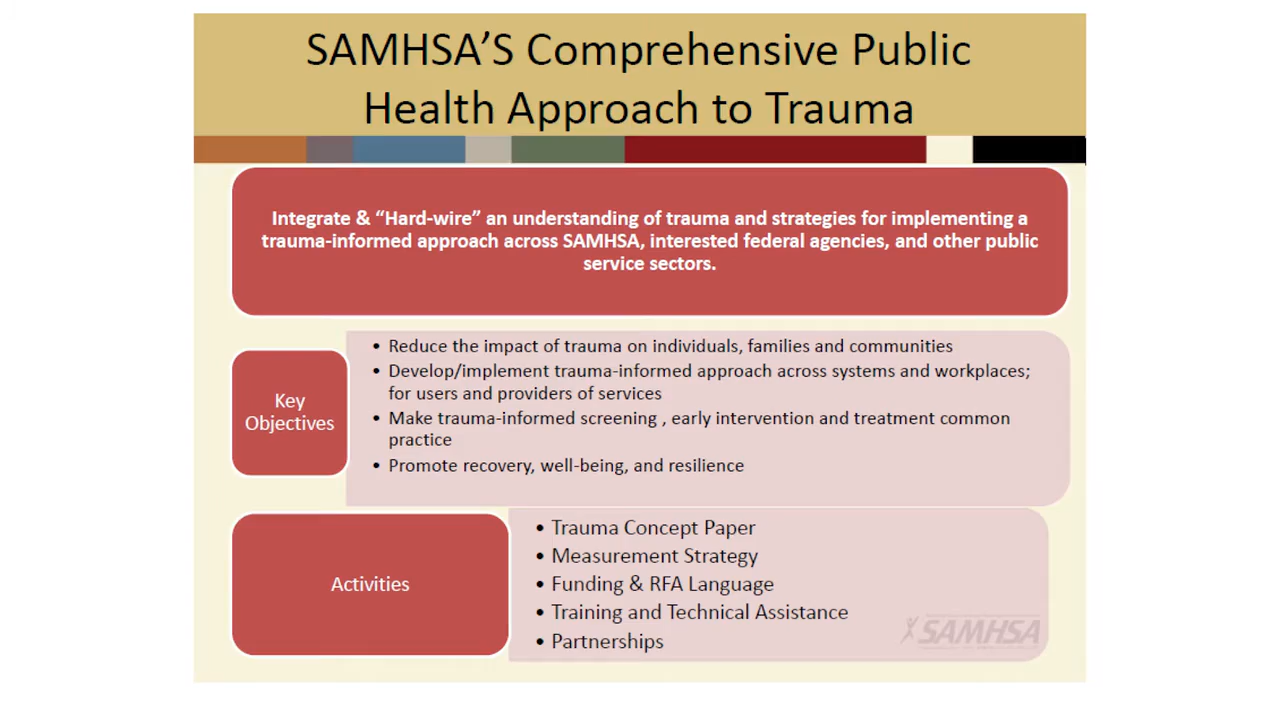 SAMHSA’S Comprehensive Public
Health Approach to Trauma
Integrate & “Hard-wire” an understanding of trauma and strategies for implementing a
trauma-informed approach across SAMHSA, interested federal agencies, and other public
service sectors.
Key
Objectives
• Reduce the impact of trauma on individuals, families and communities
• Develop/implement trauma-informed approach across systems and workplaces;
for users and providers of services
• Make trauma-informed screening , early intervention and treatment common
practice
• Promote recovery, well-being, and resilience
Activities
• Trauma Concept Paper
• Measurement Strategy
• Funding & RFA Language
• Training and Technical Assistance
• Partnerships
SAMHSA